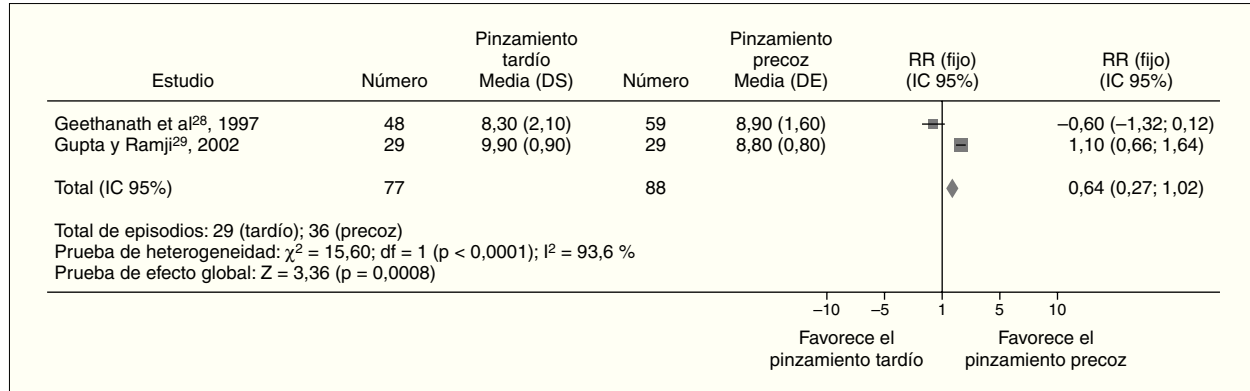 Estudio Número Pinzamiento tardío Media (DS) Número Pinzamiento precoz Media (DE) RR (fijo) (IC 95%) RR (fijo) (IC 95%)
Geethanath et al28, 1997 48 8,30 (2,10) 59 8,90 (1,60) –0,60 (–1,32; 0,12)
Gupta y Ramji29, 2002 29 9,90 (0,90) 29 8,80 (0,80) 1,10 (0,66; 1,64)
Total (IC 95%) 77 88 0,64 (0,27; 1,02)
Total de episodios: 29 (tardío); 36 (precoz)
Prueba de heterogeneidad: χ2 = 15,60; df = 1 (p < 0,0001); I2 = 93,6 %
Prueba de efecto global: Z = 3,36 (p = 0,0008)
–10 –5 1 5 10
Favorece el pinzamiento tardío Favorece el pinzamiento precoz